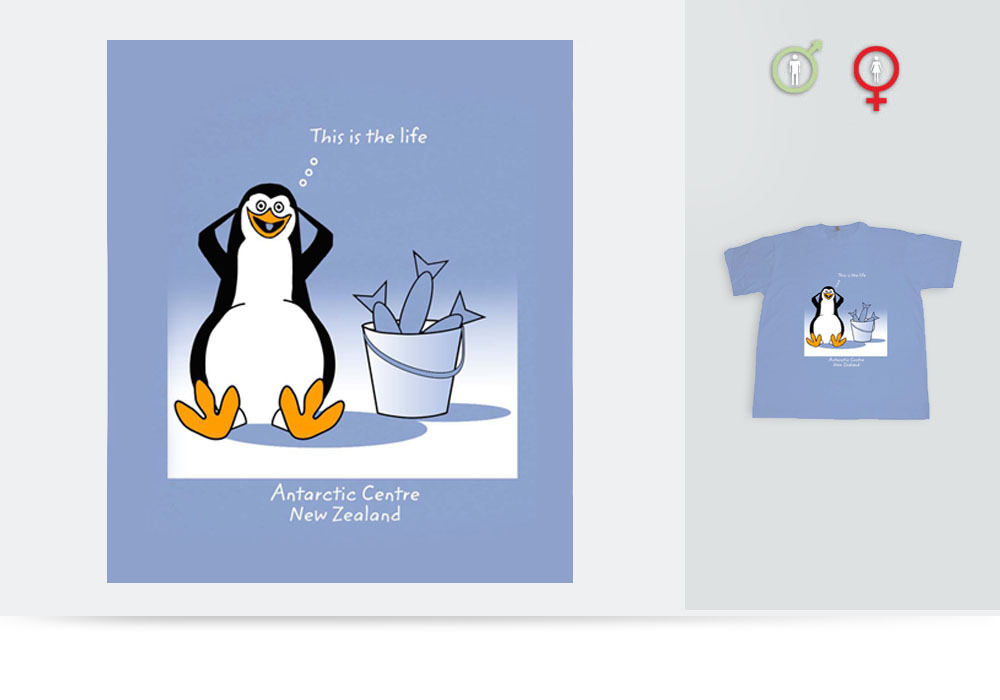 This is the life
Antarctic Centre
New Zealand
This is the life
Antarctic Centre
New Zealand